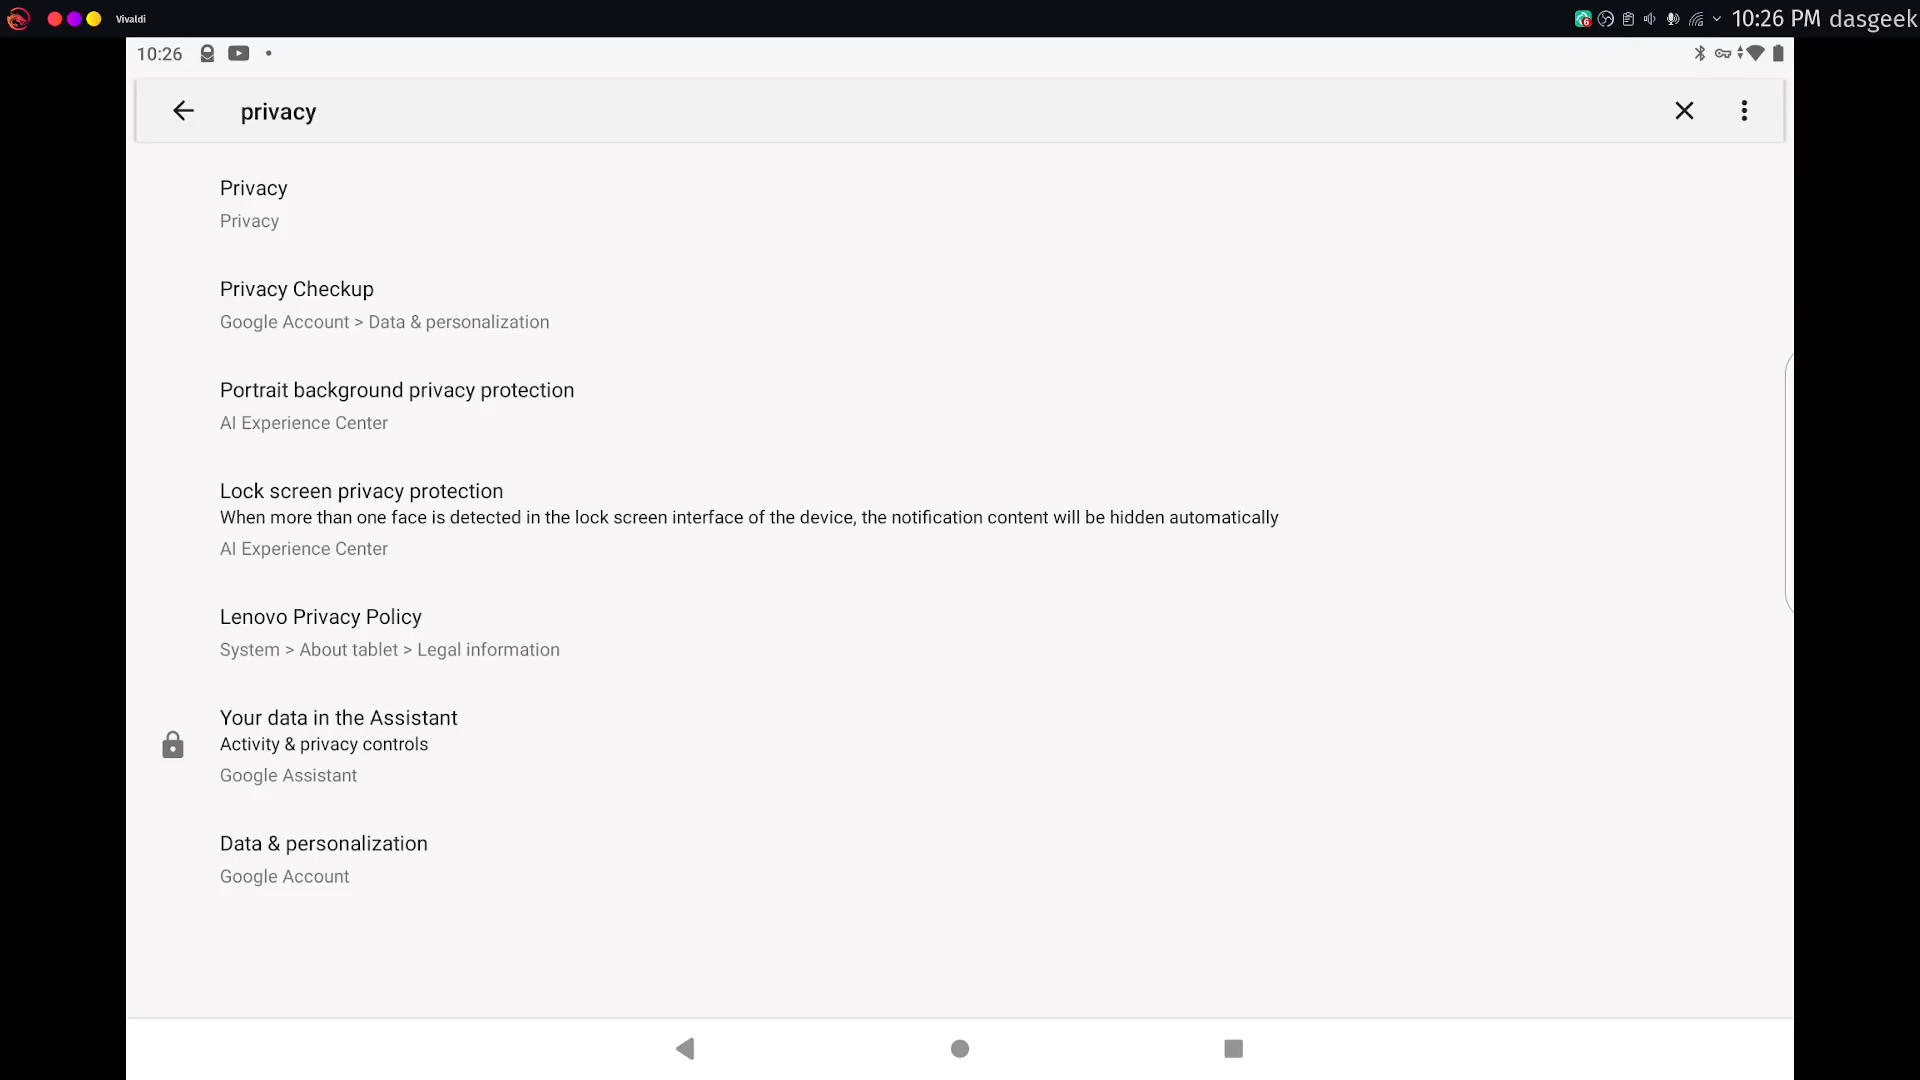 Vivaldi
6
10:26 PM dasgeek
10:26
privacy
Privacy
Privacy
Privacy Checkup
Google Account > Data & personalization
Portrait background privacy protection
AI Experience Center
Lock screen privacy protection
When more than one face is detected in the lock screen interface of the device, the notification content will be hidden automatically
AI Experience Center
Lenovo Privacy Policy
System > About tablet > Legal information
Your data in the Assistant
Activity & privacy controls
Google Assistant
Data & personalization
Google Account